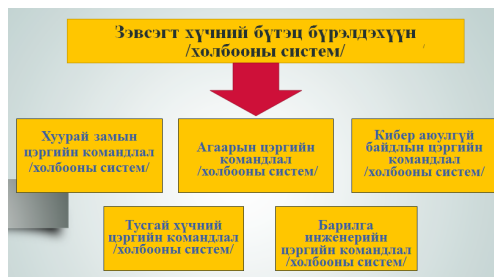 Зэвсэгт хүчний бүтэц бүрэлдэхүүн
/холбооны систем/
Хуурай замын
цэргийн командлал
/холбооны систем/
Агаарын цэргийн
командлал
/холбооны систем/
Кибер аюулгүй
байдлын цэргийн
командлал
/холбооны систем/
Тусгай хүчний
цэргийн командлал
/холбооны систем/
Барилга
инженерийн
цэргийн командлал
/холбооны систем/